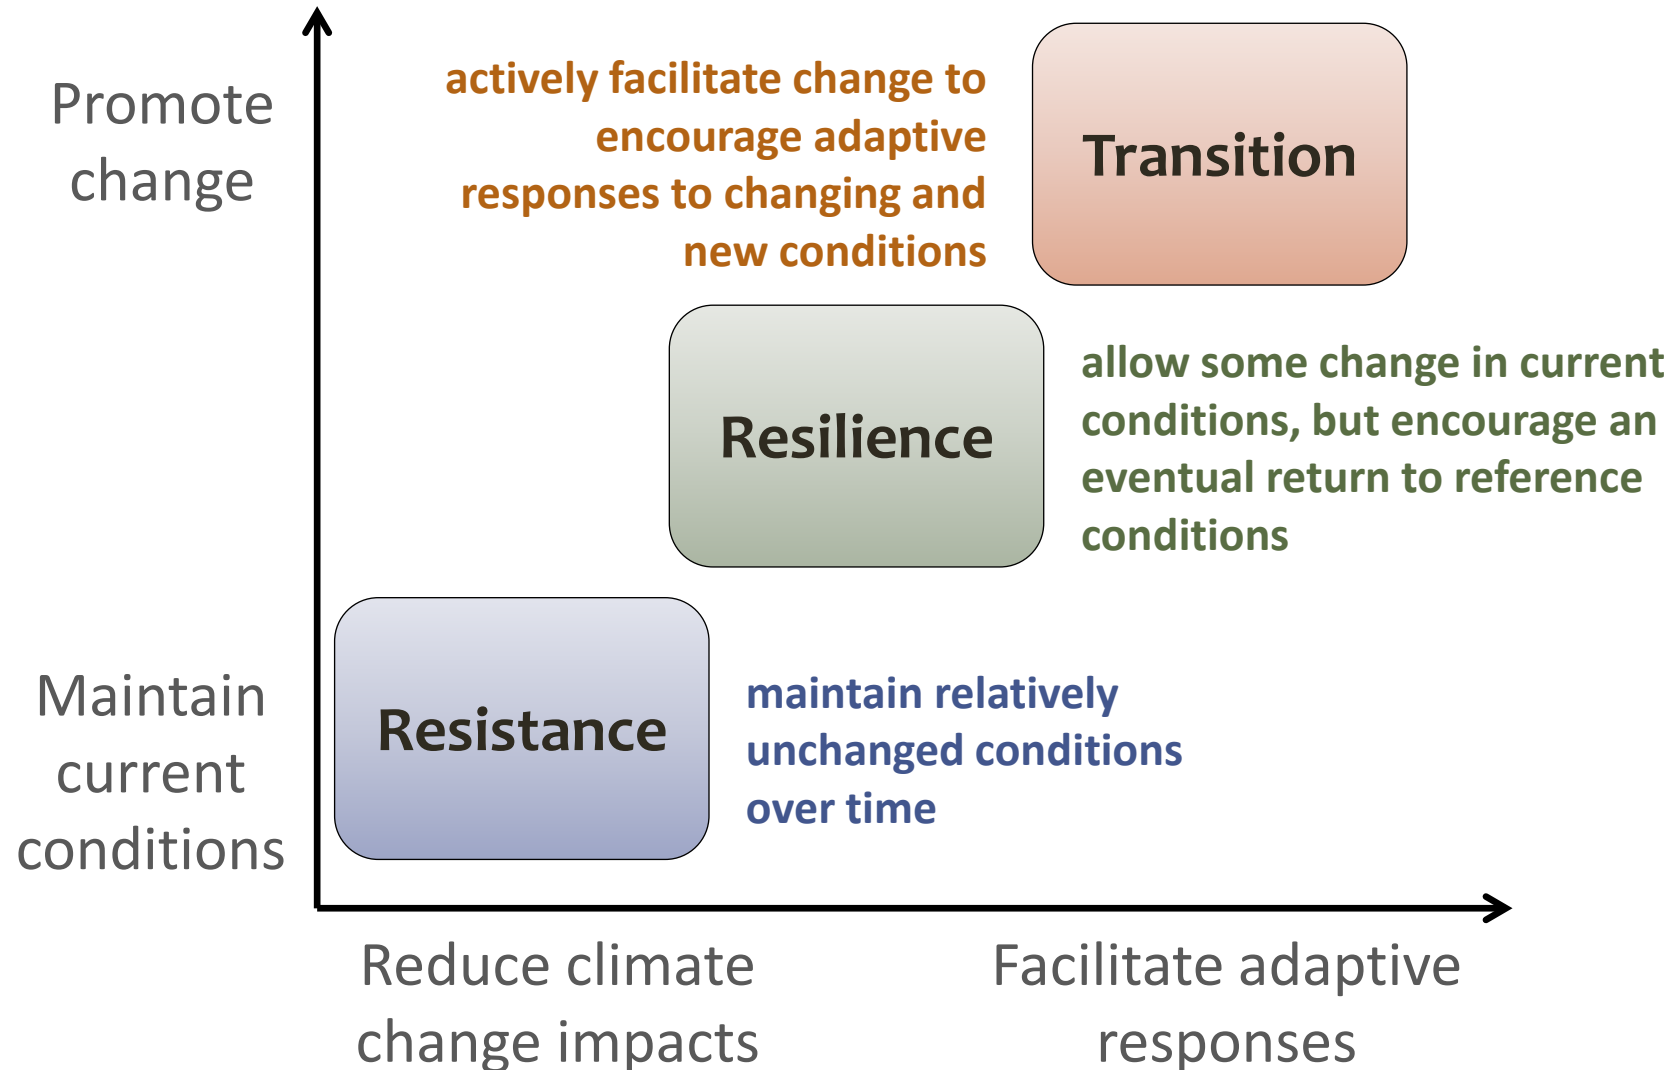 Promote
change
actively facilitate change to
encourage adaptive
responses to changing and
new conditions
Transition
Resilience
allow some change in current
conditions, but encourage an
eventual return to reference
conditions
Maintain
current
conditions
Resistance
maintain relatively
unchanged conditions
over time
Reduce climate
change impacts
Facilitate adaptive
responses